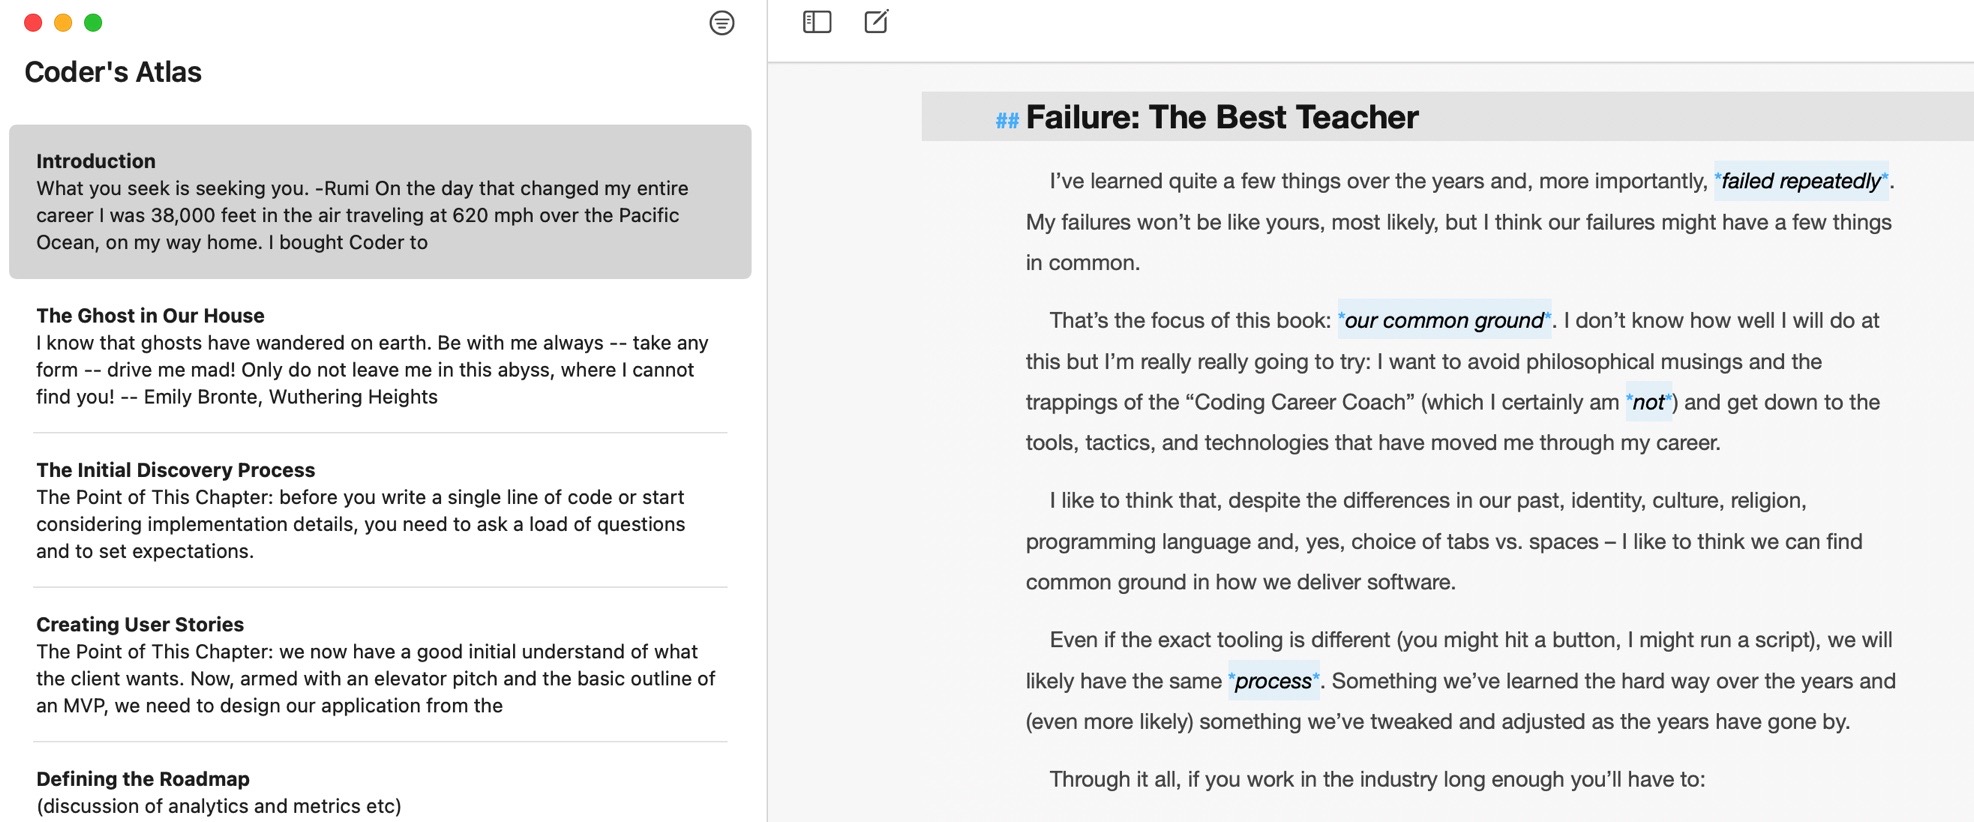 Coder's Atlas
Introduction
What you seek is seeking you. -Rumi On the day that changed my entire
career I was 38,000 feet in the air traveling at 620 mph over the Pacific
Ocean, on my way home. I bought Coder to
The Ghost in Our House
I know that ghosts have wandered on earth. Be with me always -- take any
form -- drive me mad! Only do not leave me in this abyss, where I cannot
find you! -- Emily Bronte, Wuthering Heights
The Initial Discovery Process
The Point of This Chapter: before you write a single line of code or start
considering implementation details, you need to ask a load of questions
and to set expectations.
Creating User Stories
The Point of This Chapter: we now have a good initial understand of what
the client wants. Now, armed with an elevator pitch and the basic outline of
an MVP, we need to design our application from the
Defining the Roadmap
(discussion of analytics and metrics etc)
## Failure: The Best Teacher
I’ve learned quite a few things over the years and, more importantly, *failed repeatedly*.
My failures won’t be like yours, most likely, but I think our failures might have a few things
in common.
That’s the focus of this book: *our common ground*. I don’t know how well I will do at
this but I’m really really going to try: I want to avoid philosophical musings and the
trappings of the “Coding Career Coach” (which I certainly am *not*) and get down to the
tools, tactics, and technologies that have moved me through my career.
I like to think that, despite the differences in our past, identity, culture, religion,
programming language and, yes, choice of tabs vs. spaces – I like to think we can find
common ground in how we deliver software.
Even if the exact tooling is different (you might hit a button, I might run a script), we will
likely have the same *process*. Something we’ve learned the hard way over the years and
(even more likely) something we’ve tweaked and adjusted as the years have gone by.
Through it all, if you work in the industry long enough you’ll have to: